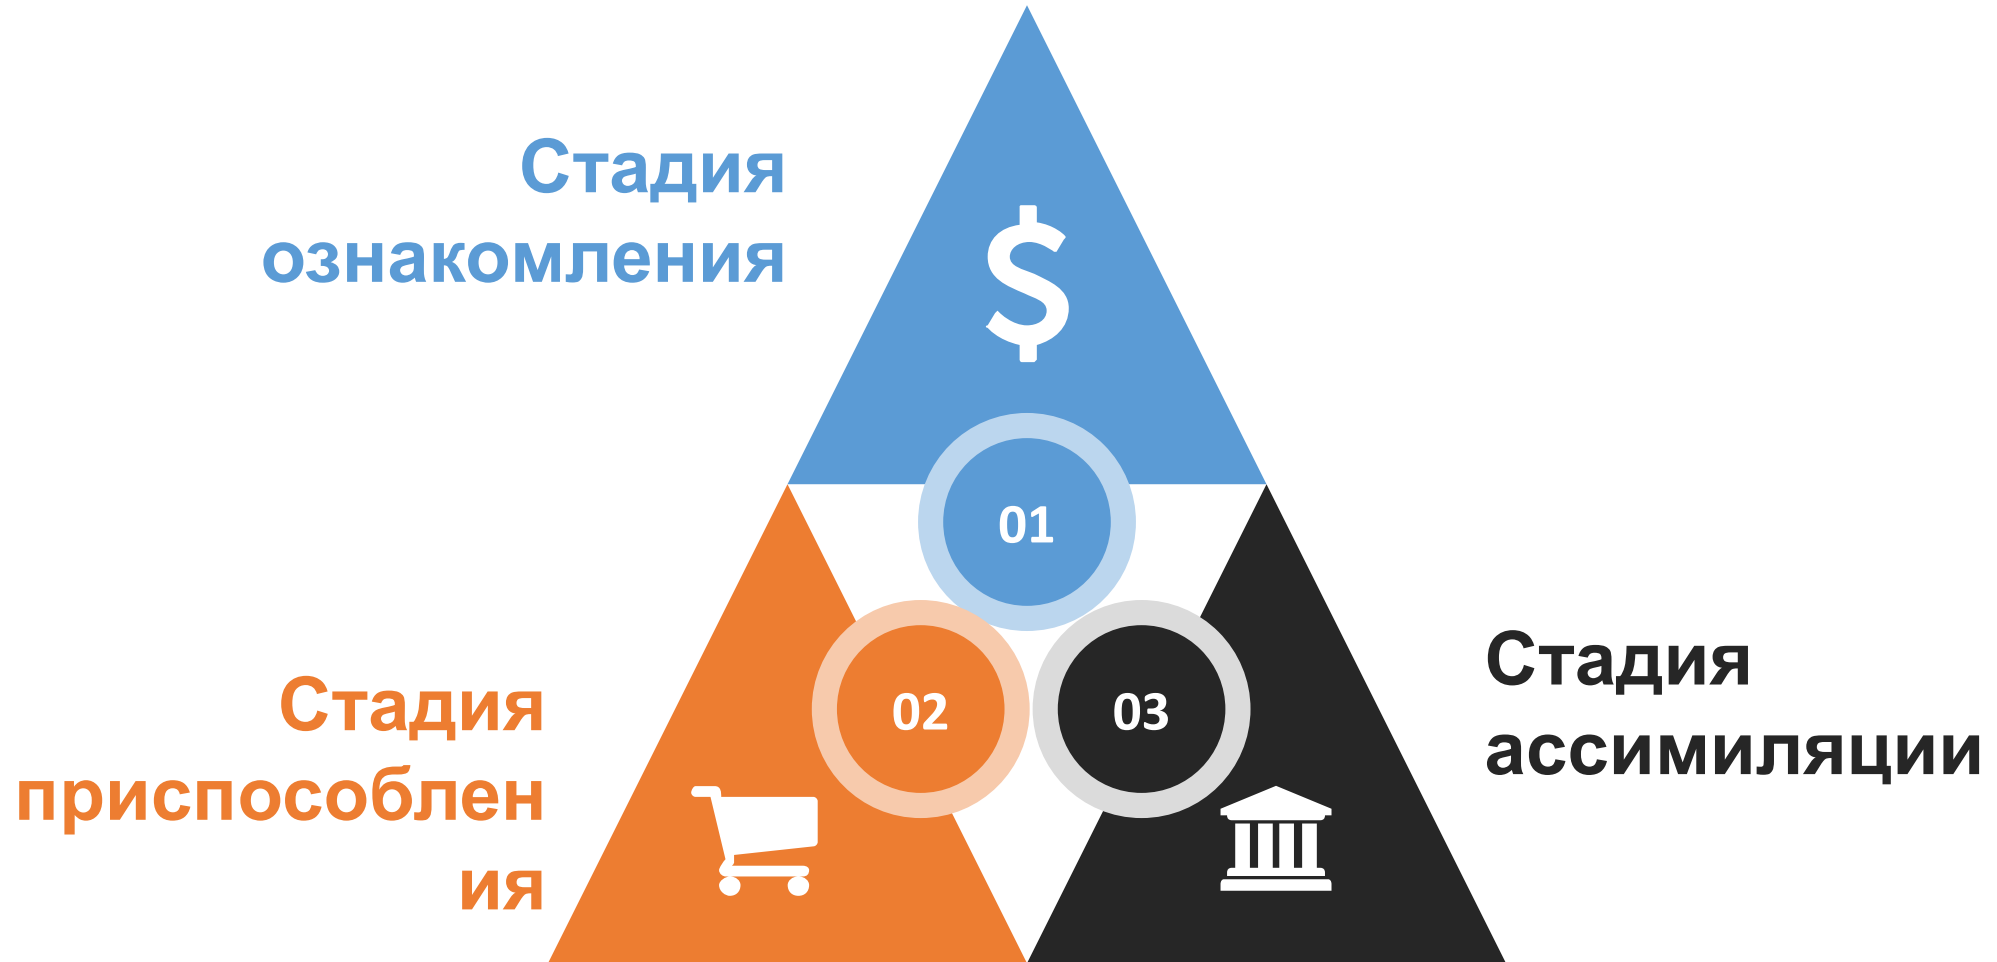 Стадия
ознакомления
$
01
02
03
Стадия
приспособлен
ия
Стадия
ассимиляции